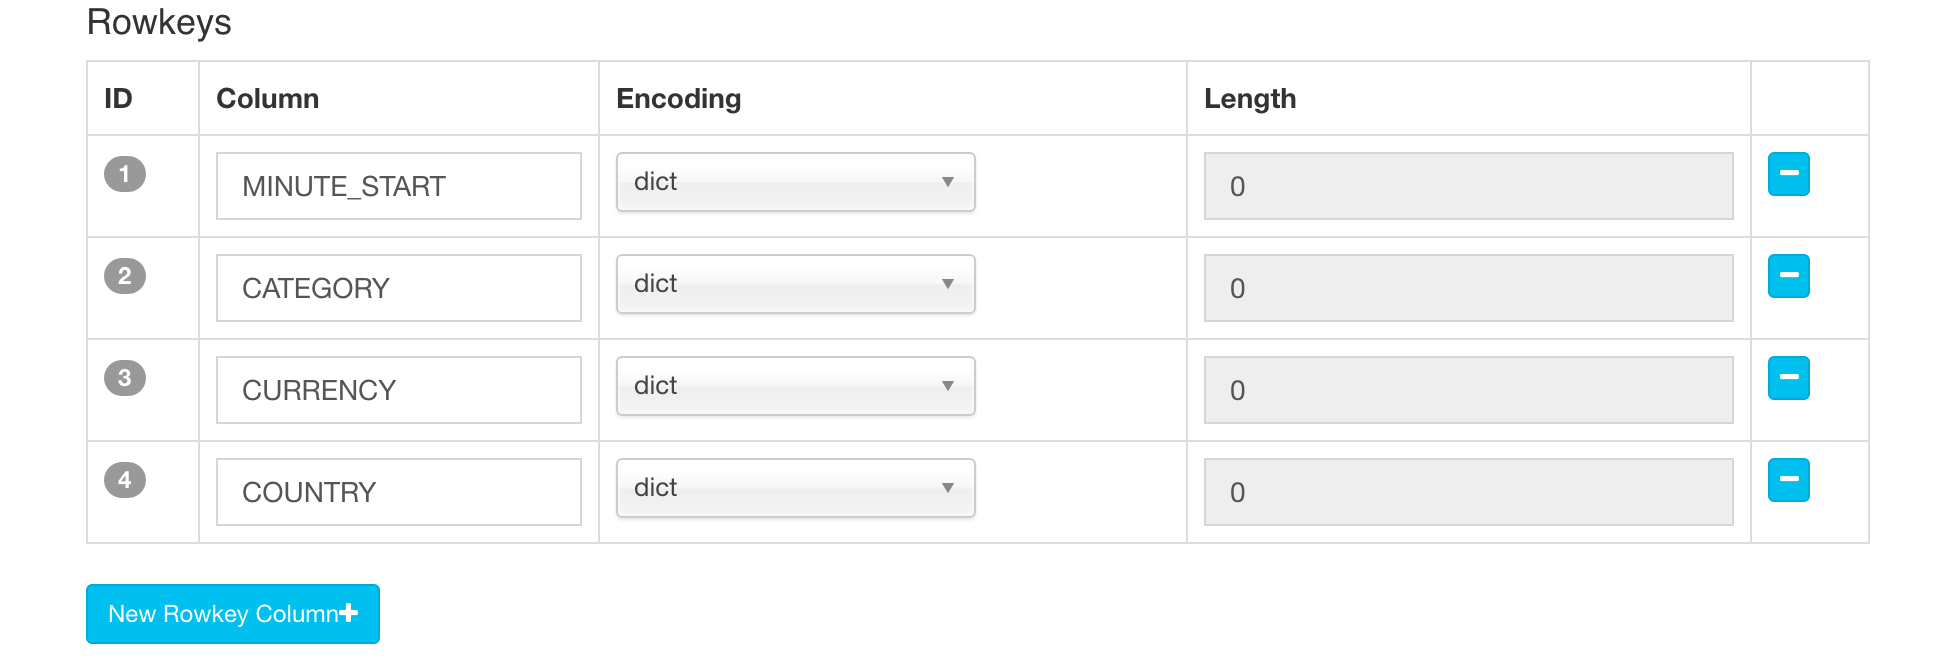 Rowkeys
ID Column Encoding Length
1 MINUTE_START dict 0
2 CATEGORY dict 0
3 CURRENCY dict 0
4 COUNTRY dict 0
New Rowkey Column+